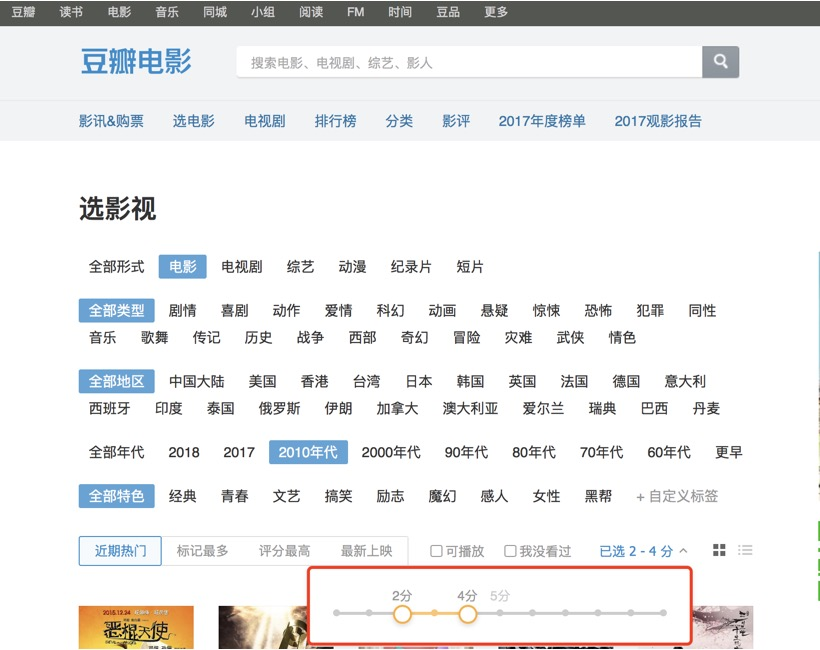 豆瓣 读书 电影 音乐 同城 小组 阅读 FM 时间 豆品 更多
豆瓣电影
搜索电影、电视剧、综艺、影人
影讯&购票 选电影 电视剧 排行榜 分类 影评 2017年度榜单 2017观影报告
选影视
全部形式 电影 电视剧 综艺 动漫 纪录片 短片
全部类型 剧情 喜剧 动作 爱情 科幻 动画 悬疑 惊悚 恐怖 犯罪 同性
音乐 歌舞 传记 历史 战争 西部 奇幻 冒险 灾难 武侠 情色
全部地区 中国大陆 美国 香港 台湾 日本 韩国 英国 法国 德国 意大利
西班牙 印度 泰国 俄罗斯 伊朗 加拿大 澳大利亚 爱尔兰 瑞典 巴西 丹麦
全部年代 2018 2017 2010年代 2000年代 90年代 80年代 70年代 60年代 更早
全部特色 经典 青春 文艺 搞笑 励志 魔幻 感人 女性 黑帮 + 自定义标签
近期热门 标记最多 评分最高 最新上映 可播放 我没看过 已选 2 - 4 分
2分 4分 5分
恶棍天使